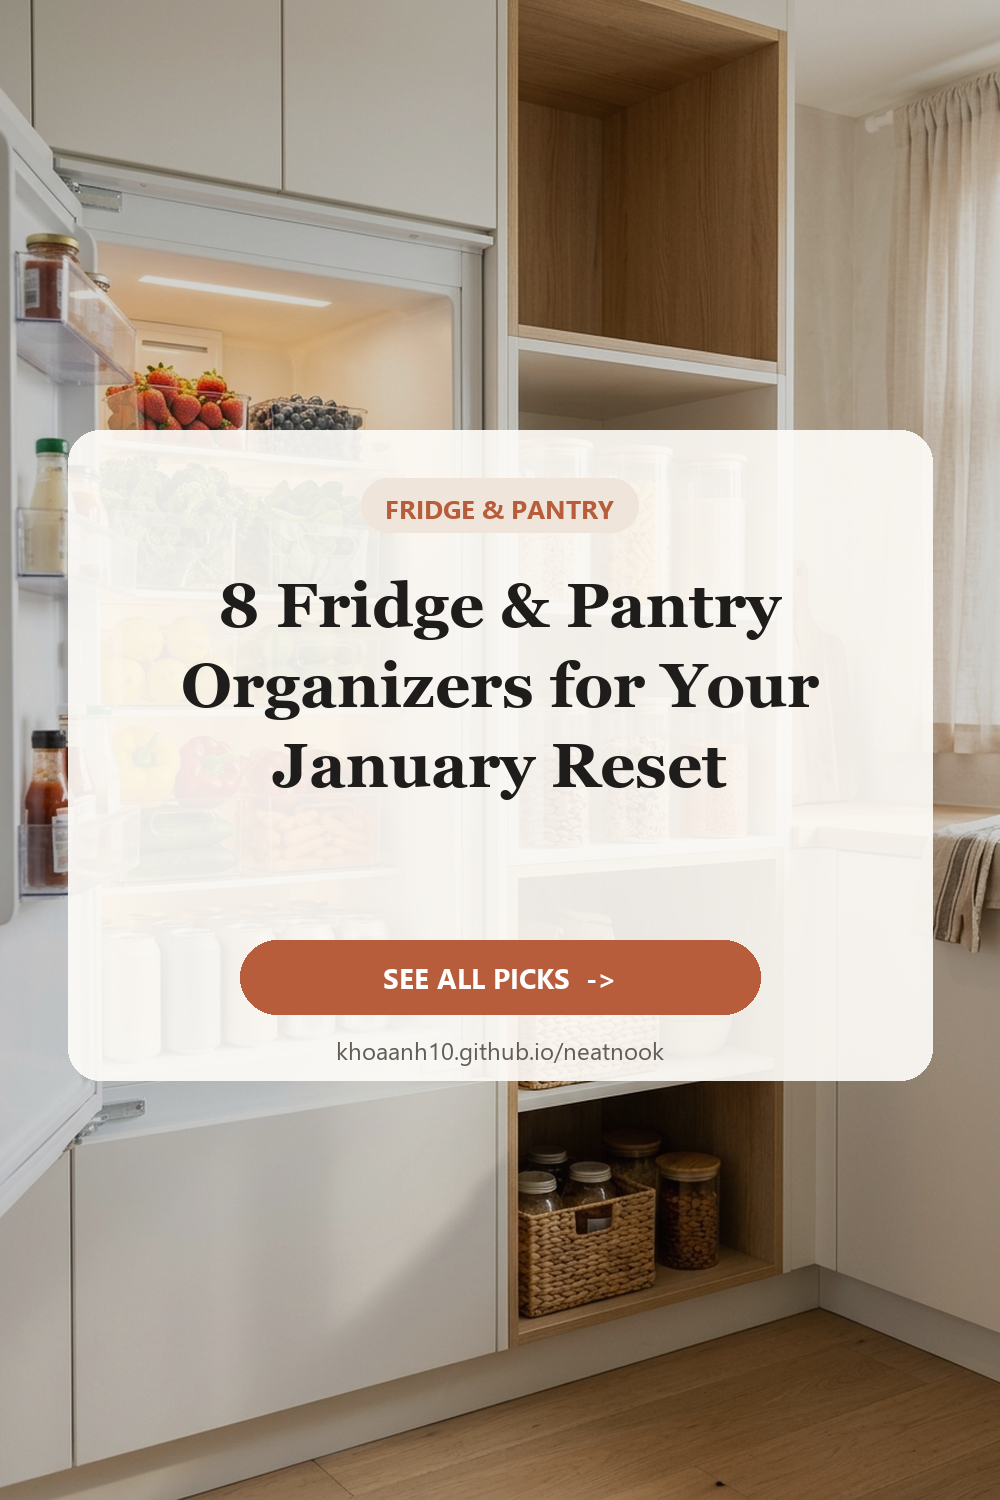 FRIDGE & PANTRY
8 Fridge & Pantry
Organizers for Your
January Reset
SEE ALL PICKS ->
khoaanh10.github.io/neatnook